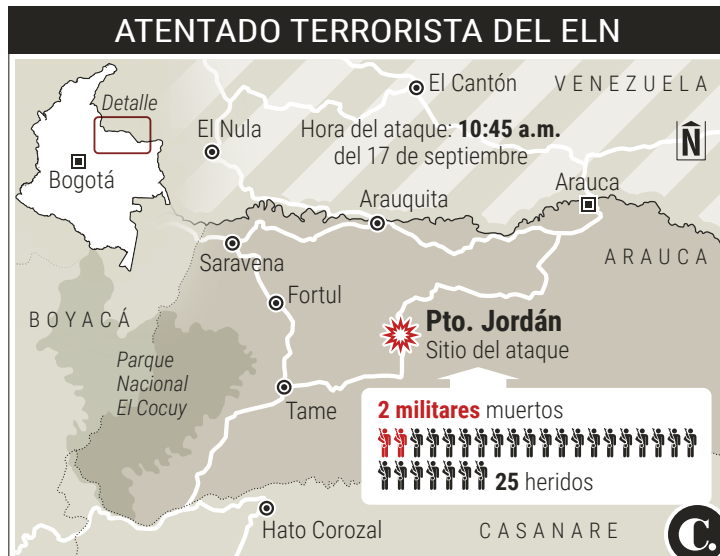 ATENTADO TERRORISTA DEL ELN
El Cantón
VENEZUELA
Detalle
El Nula
Hora del ataque: 10:45 a.m.
del 17 de septiembre
N
Bogotá
Arauca
Arauquita
Saravena
ARAUCA
Fortul
BOYACÁ
Pto. Jordán
Sitio del ataque
Parque
Nacional
El Cocuy
Tame
2 militares muertos
25 heridos
Hato Corozal
CASANARE
C.